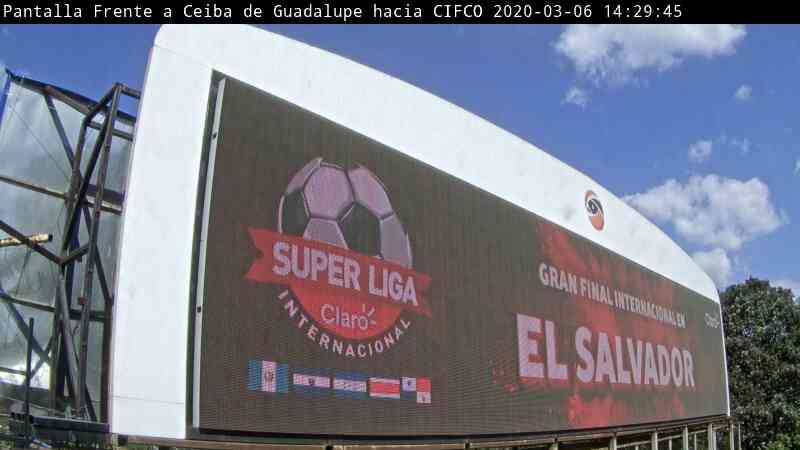 Pantalla Frente a Ceiba de Guadalupe hacia CIFCO 2020-03-06 14:29:45
SUPER LIGA
Claro
INTERNACIONAL
GRAN FINAL INTERNACIONAL EN
EL SALVADOR
Claro